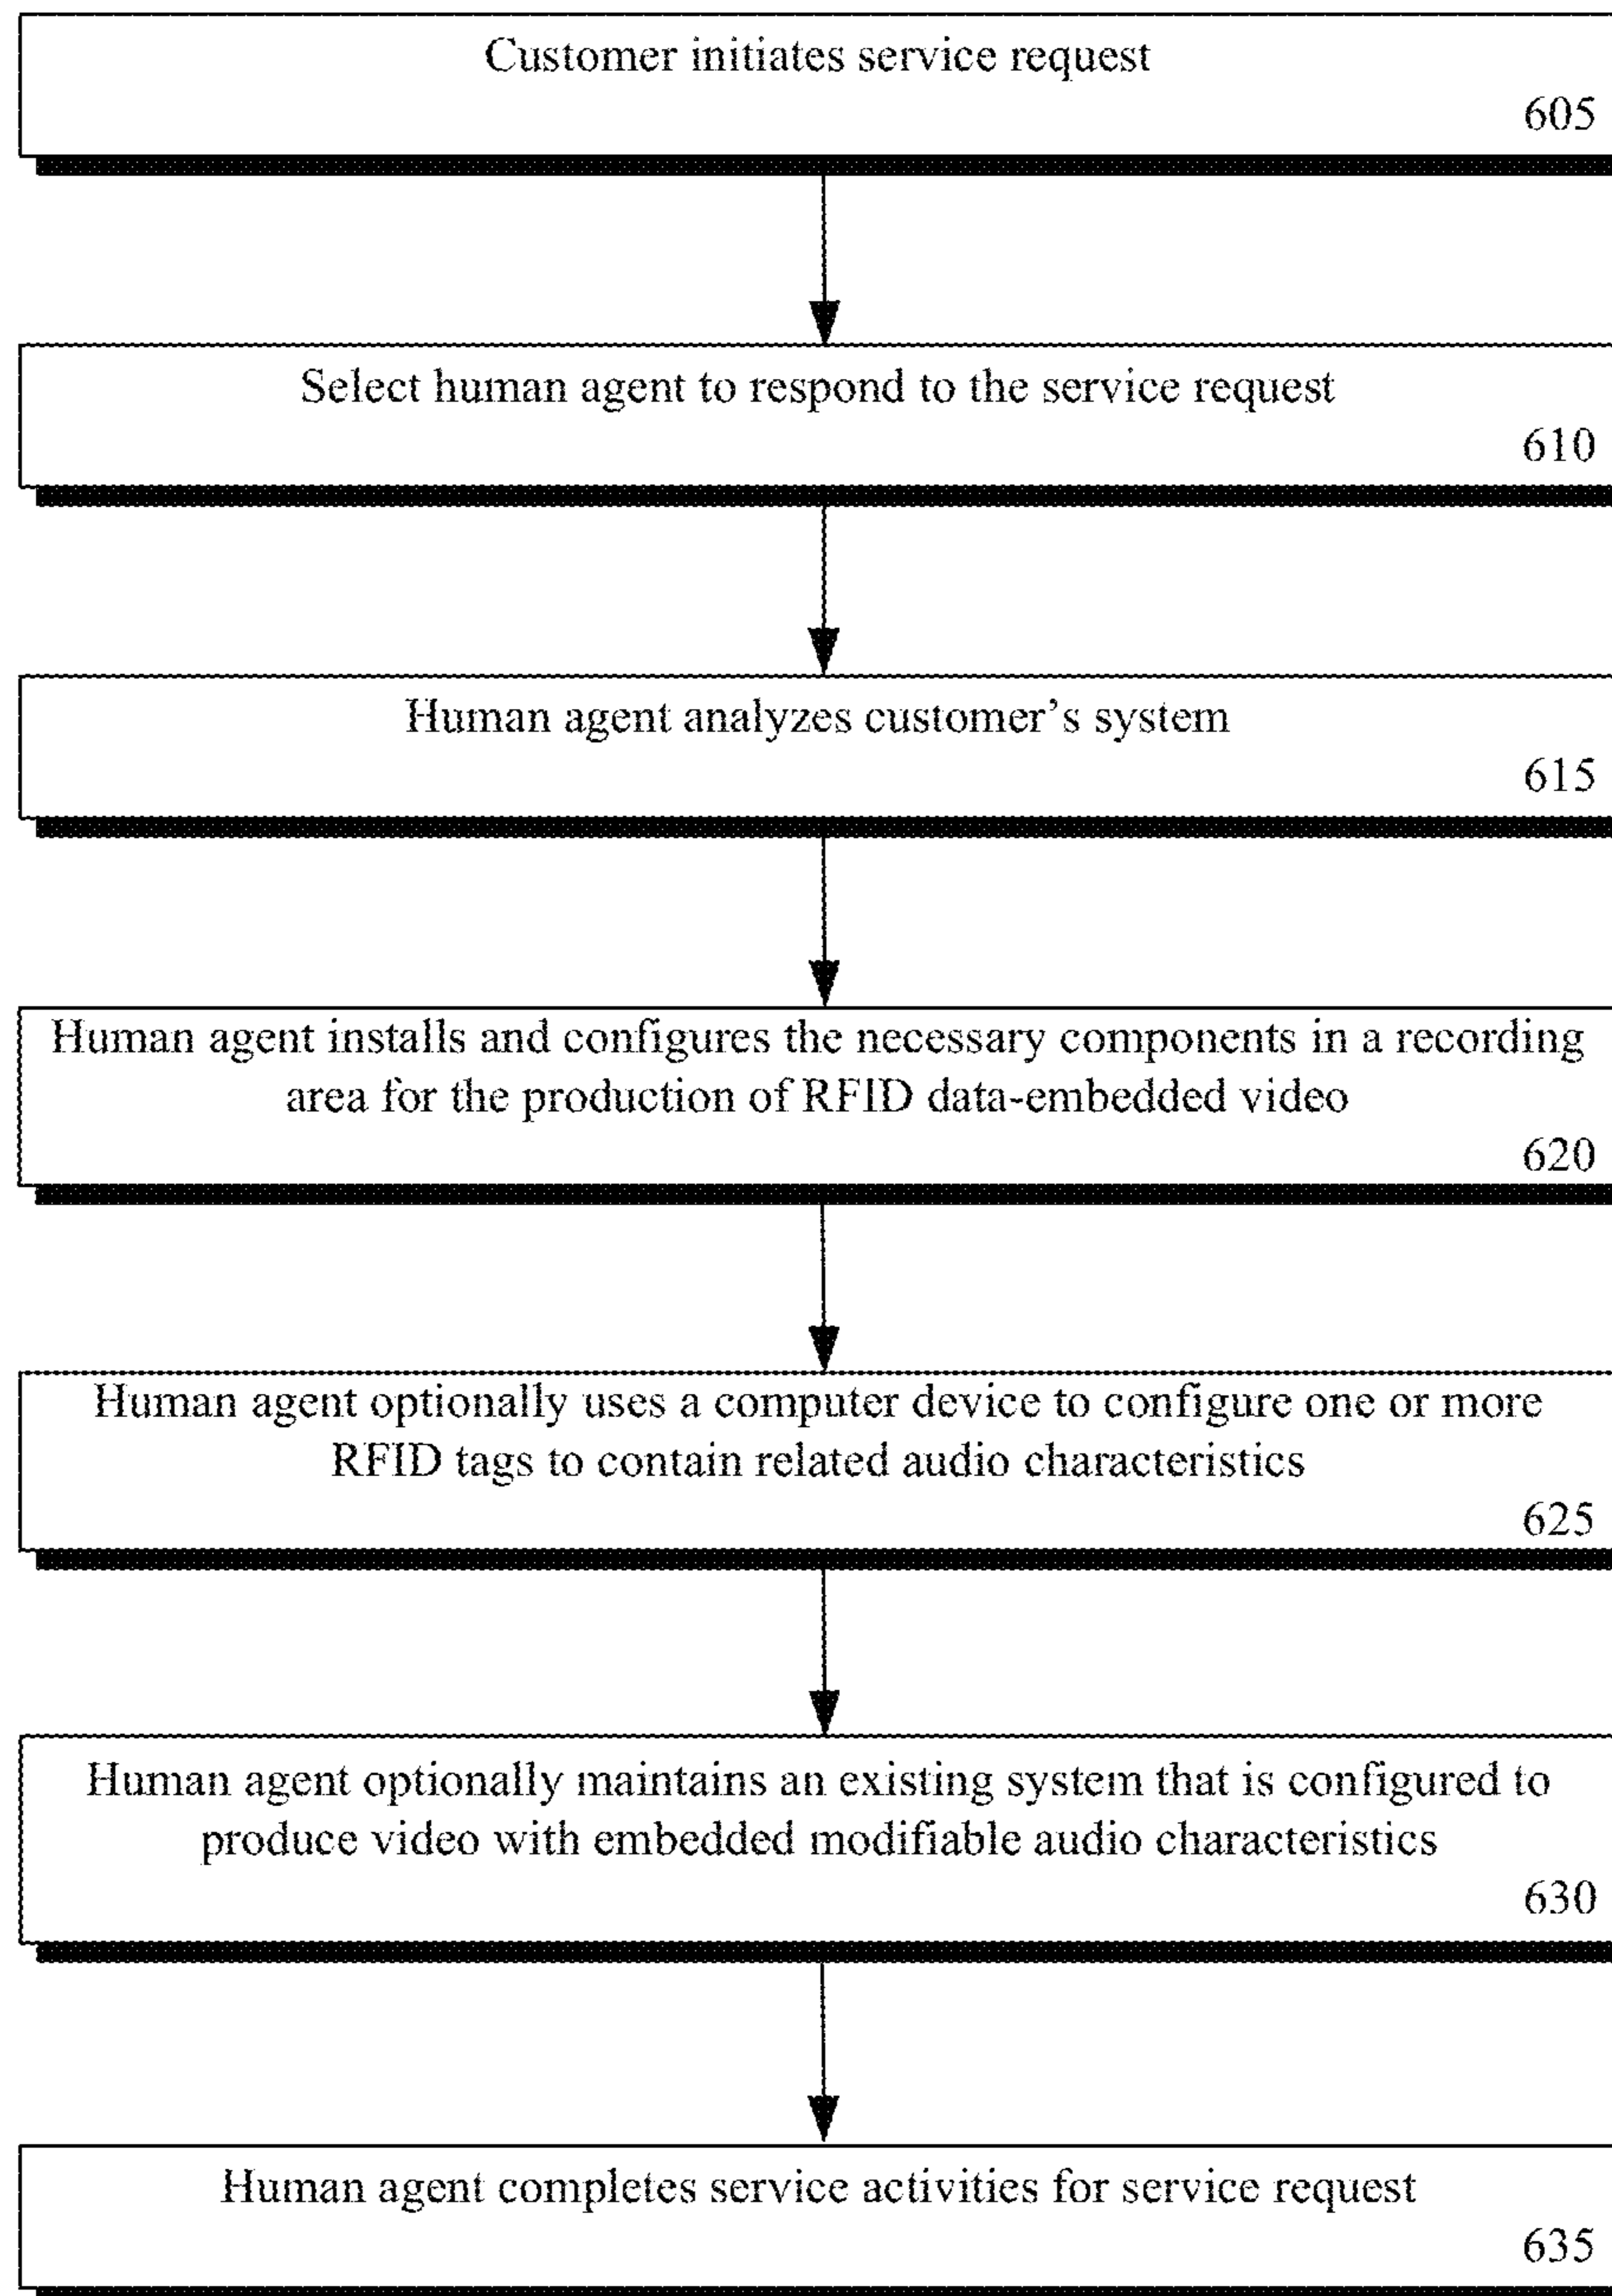 Customer initiates service request
605
Select human agent to respond to the service request
610
Human agent analyzes customer’s system
615
Human agent installs and configures the necessary components in a recording
area for the production of RFID data-embedded video
620
Human agent optionally uses a computer device to configure one or more
RFID tags to contain related audio characteristics
625
Human agent optionally maintains an existing system that is configured to
produce video with embedded modifiable audio characteristics
630
Human agent completes service activities for service request
635